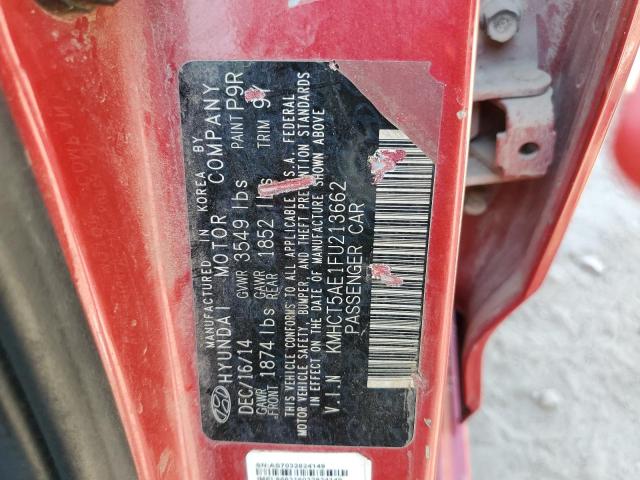 MANUFACTURED IN KOREA BY
HYUNDAI MOTOR COMPANY
DEC/16/14 GVWR 3549 lbs PAINT P9R
GAWR FRONT 1874 lbs GAWR REAR 1852 lbs TRIM
THIS VEHICLE CONFORMS TO ALL APPLICABLE U.S.A. FEDERAL
MOTOR VEHICLE SAFETY, BUMPER, AND THEFT PREVENTION STANDARDS
IN EFFECT ON THE DATE OF MANUFACTURE SHOWN ABOVE
V.I.N KMHCT5AE1FU213662
PASSENGER CAR
SN:AS7032824149